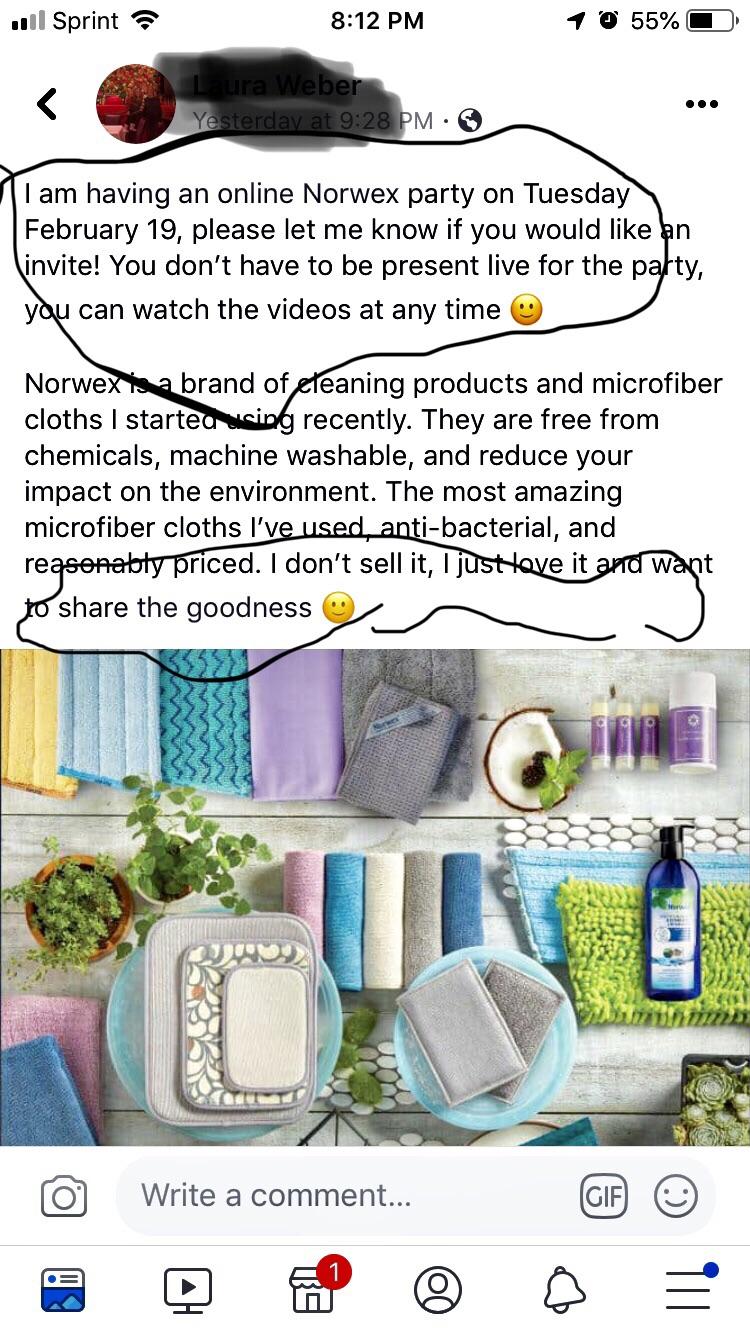 Sprint 8:12 PM 55%
Laura Weber
Yesterday at 9:28 PM ·
I am having an online Norwex party on Tuesday
February 19, please let me know if you would like an
invite! You don’t have to be present live for the party,
you can watch the videos at any time 🙂
Norwex is a brand of cleaning products and microfiber
cloths I started using recently. They are free from
chemicals, machine washable, and reduce your
impact on the environment. The most amazing
microfiber cloths I’ve used, anti-bacterial, and
reasonably priced. I don’t sell it, I just love it and want
to share the goodness 🙂
Norwex
Norwex
Write a comment...
GIF
1